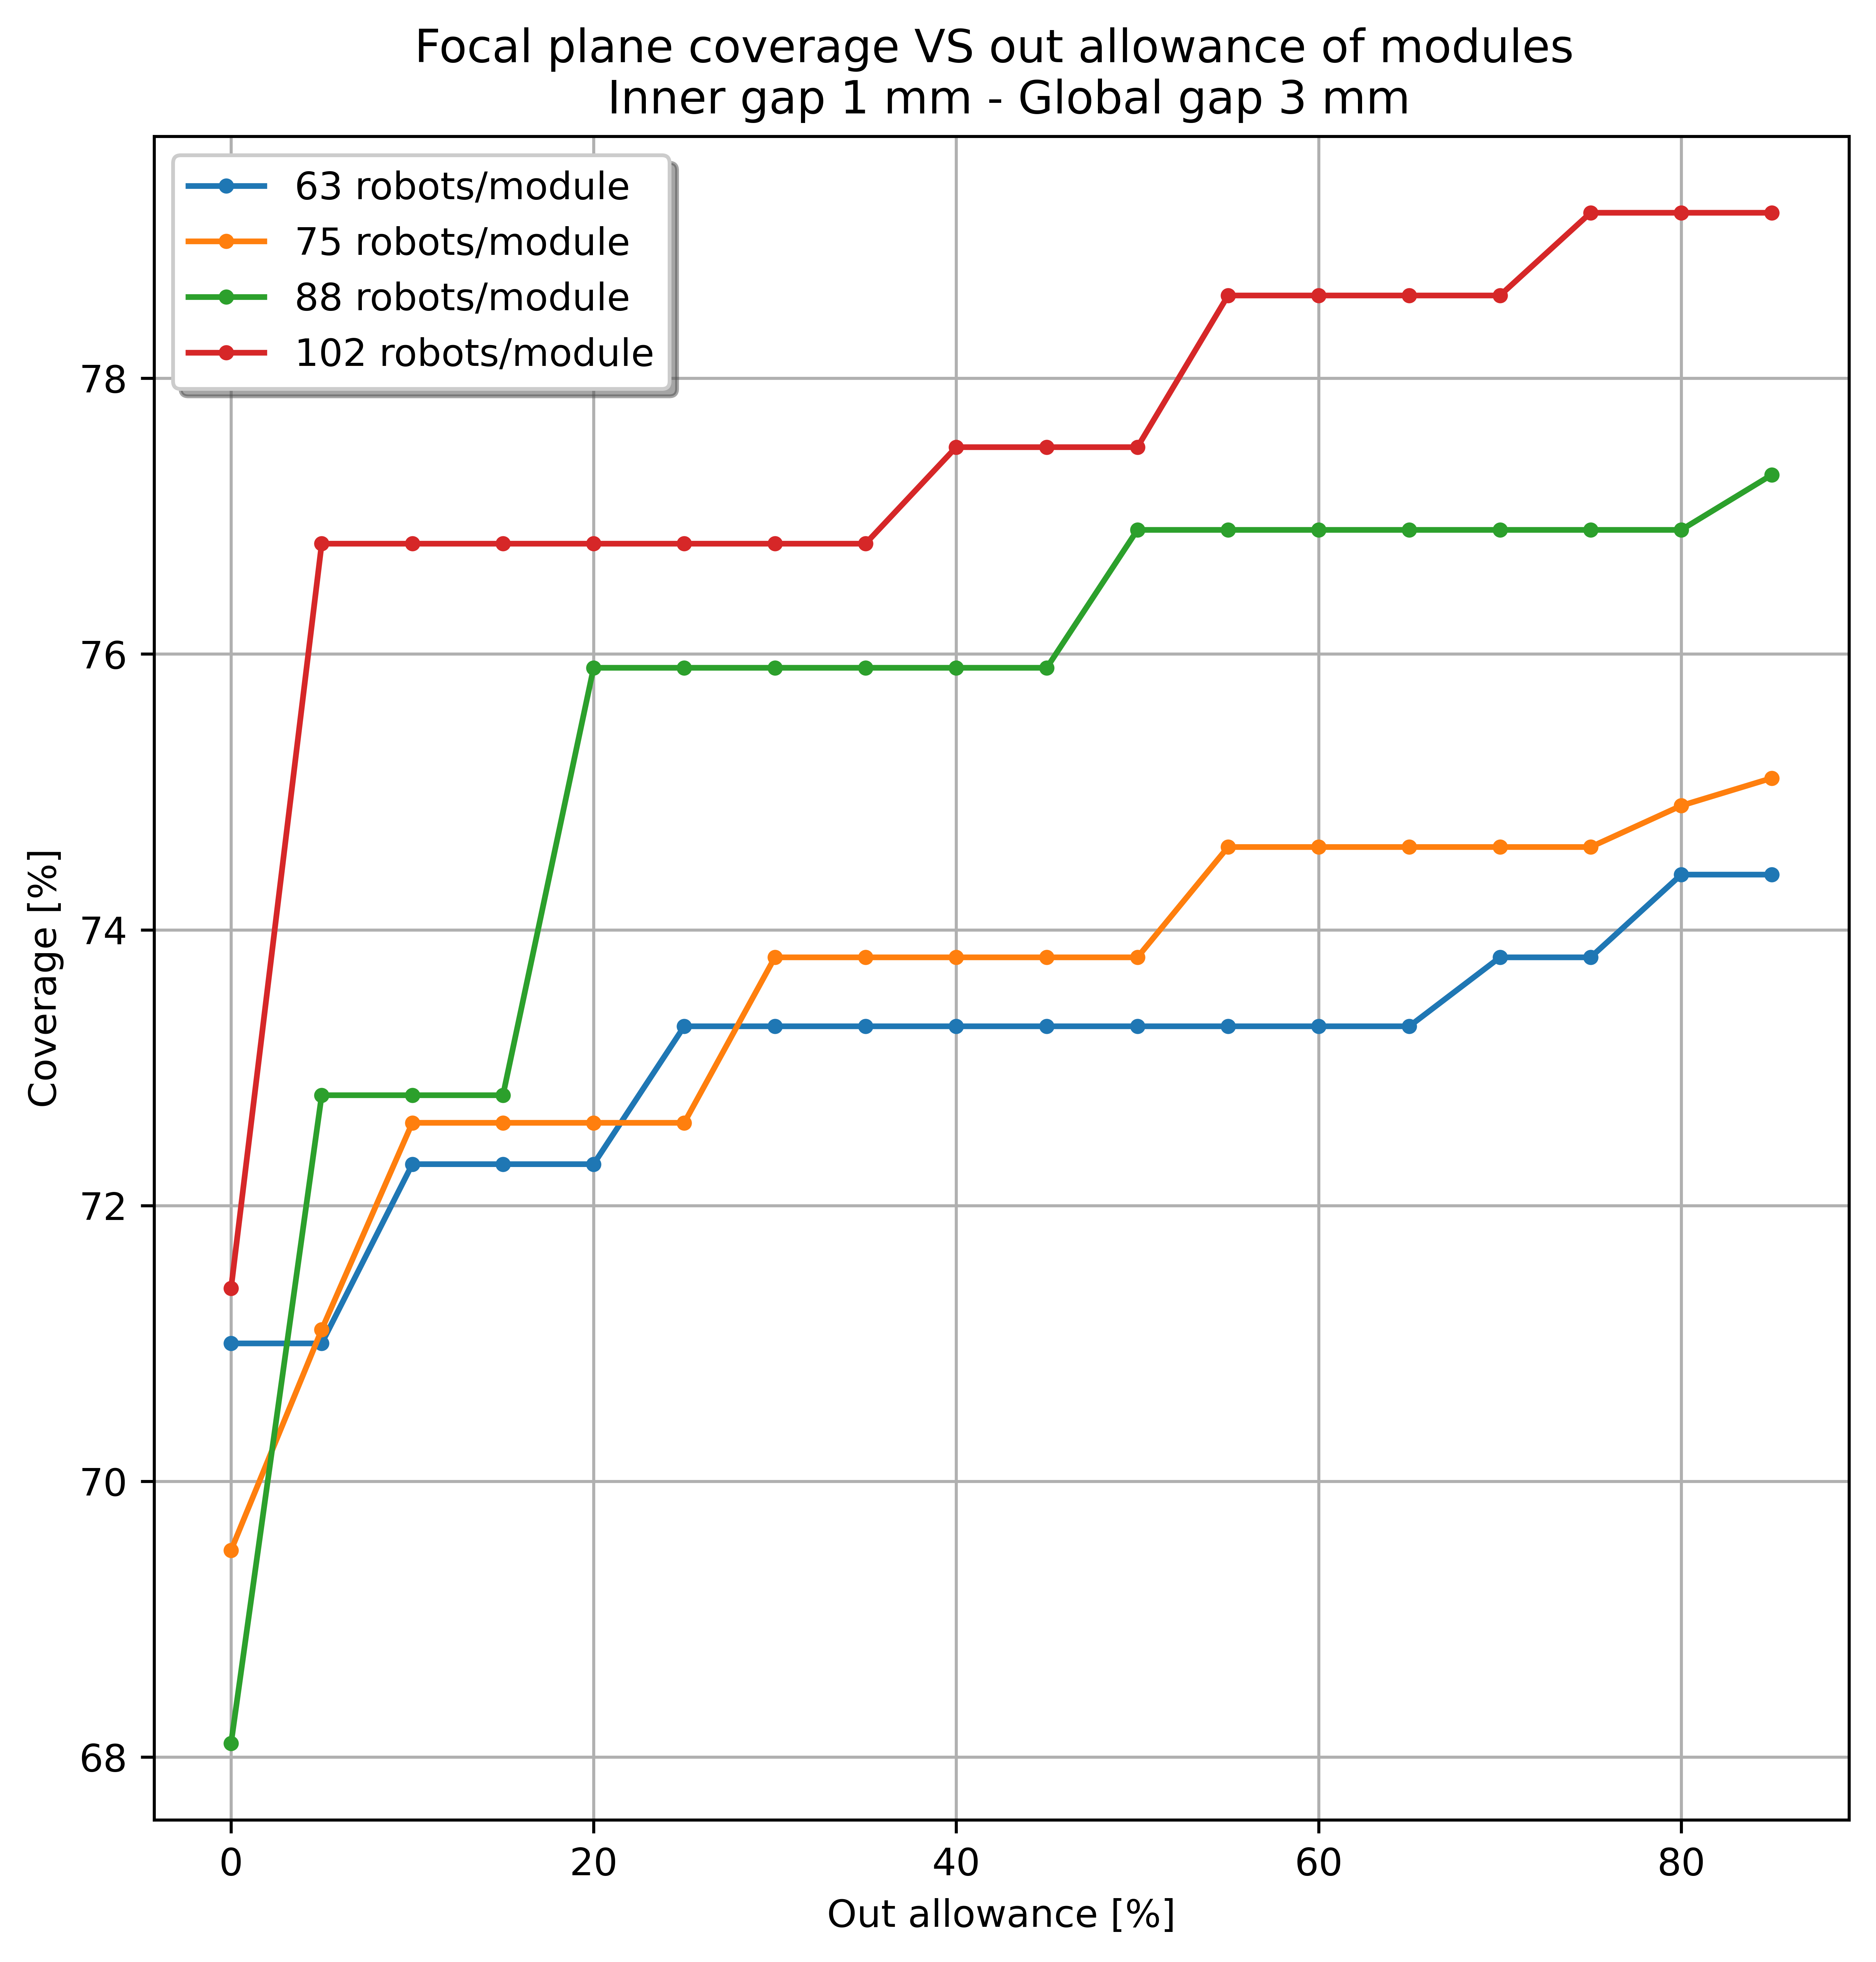 Focal plane coverage VS out allowance of modules
Inner gap 1 mm - Global gap 3 mm
63 robots/module
75 robots/module
88 robots/module
102 robots/module
78
76
74
72
70
68
Coverage [%]
0 20 40 60 80
Out allowance [%]